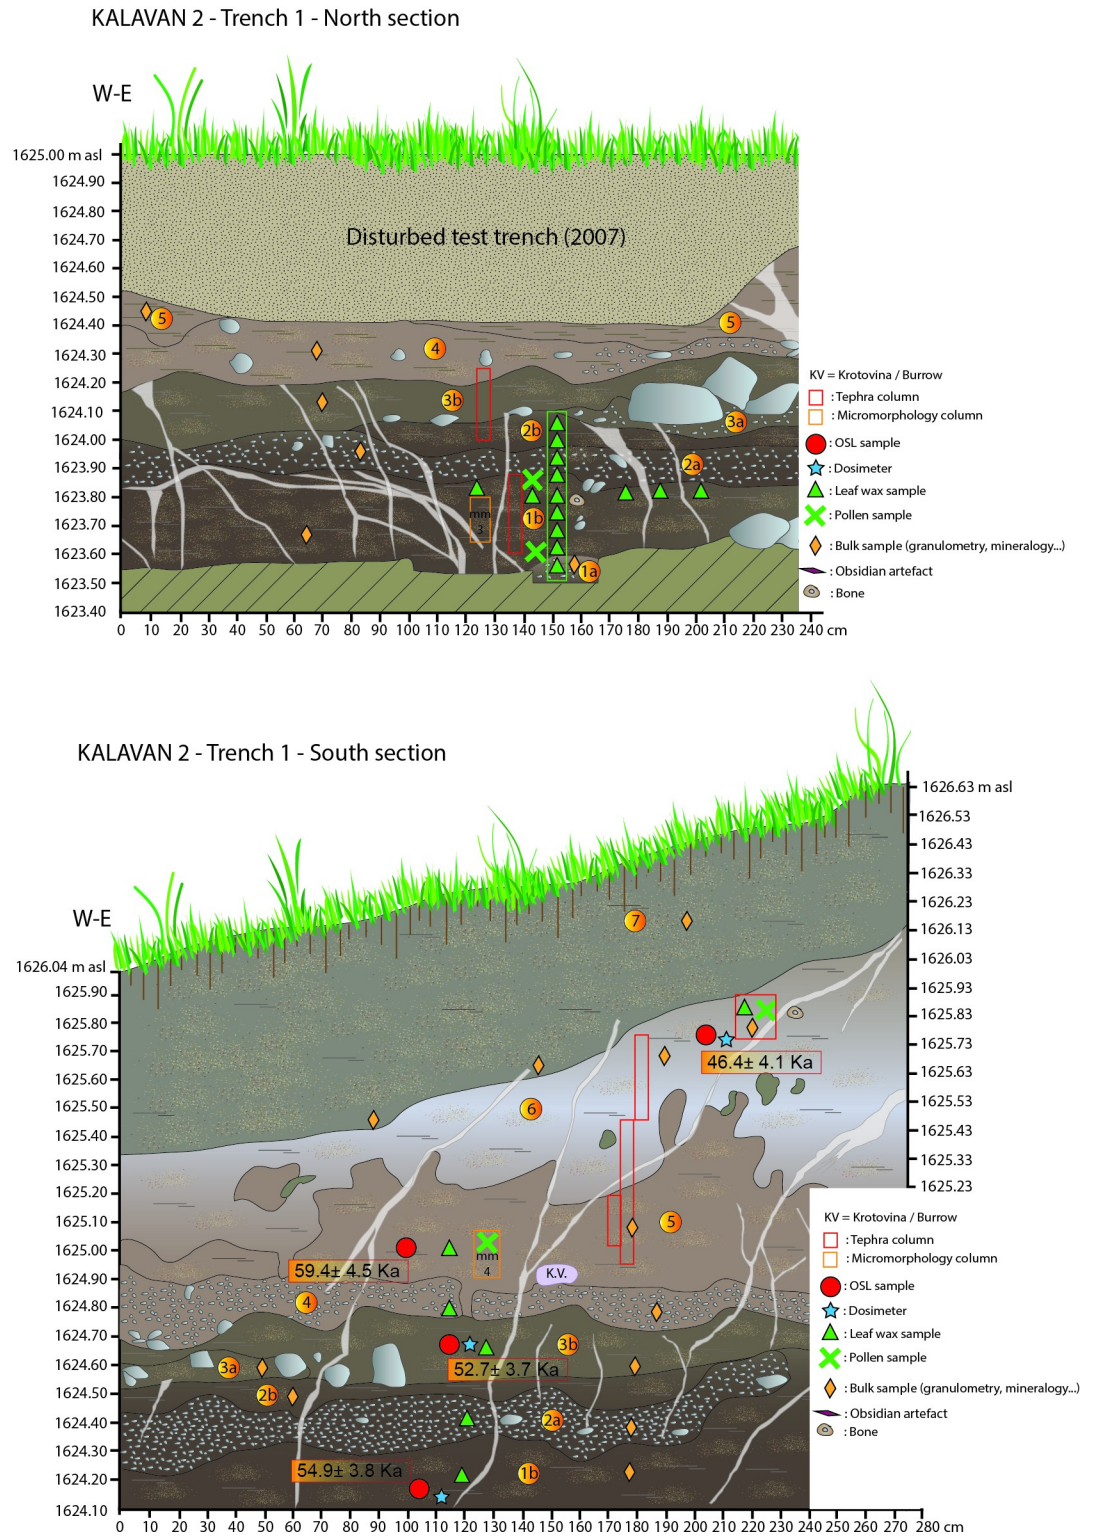 KALAVAN 2 - Trench 1 - North section
W-E
1625.00 m asl
1624.90
1624.80
1624.70
1624.60
1624.50
1624.40
1624.30
1624.20
1624.10
1624.00
1623.90
1623.80
1623.70
1623.60
1623.50
1623.40
Disturbed test trench (2007)
5
5
4
3b
3a
2b
2a
mm
3
1b
1a
0 10 20 30 40 50 60 70 80 90 100 110 120 130 140 150 160 170 180 190 200 210 220 230 240 cm
KV = Krotovina / Burrow
: Tephra column
: Micromorphology column
: OSL sample
: Dosimeter
: Leaf wax sample
: Pollen sample
: Bulk sample (granulometry, mineralogy...)
: Obsidian artefact
: Bone
KALAVAN 2 - Trench 1 - South section
W-E
1626.04 m asl
1625.90
1625.80
1625.70
1625.60
1625.50
1625.40
1625.30
1625.20
1625.10
1625.00
1624.90
1624.80
1624.70
1624.60
1624.50
1624.40
1624.30
1624.20
1624.10
1626.63 m asl
1626.53
1626.43
1626.33
1626.23
1626.13
1626.03
1625.93
1625.83
1625.73
1625.63
1625.53
1625.43
1625.33
1625.23
7
46.4± 4.1 Ka
6
5
mm
4
59.4± 4.5 Ka
K.V.
4
3b
3a
52.7± 3.7 Ka
2b
2a
54.9± 3.8 Ka
1b
0 10 20 30 40 50 60 70 80 90 100 110 120 130 140 150 160 170 180 190 200 210 220 230 240 250 260 270 280 cm
KV = Krotovina / Burrow
: Tephra column
: Micromorphology column
: OSL sample
: Dosimeter
: Leaf wax sample
: Pollen sample
: Bulk sample (granulometry, mineralogy...)
: Obsidian artefact
: Bone